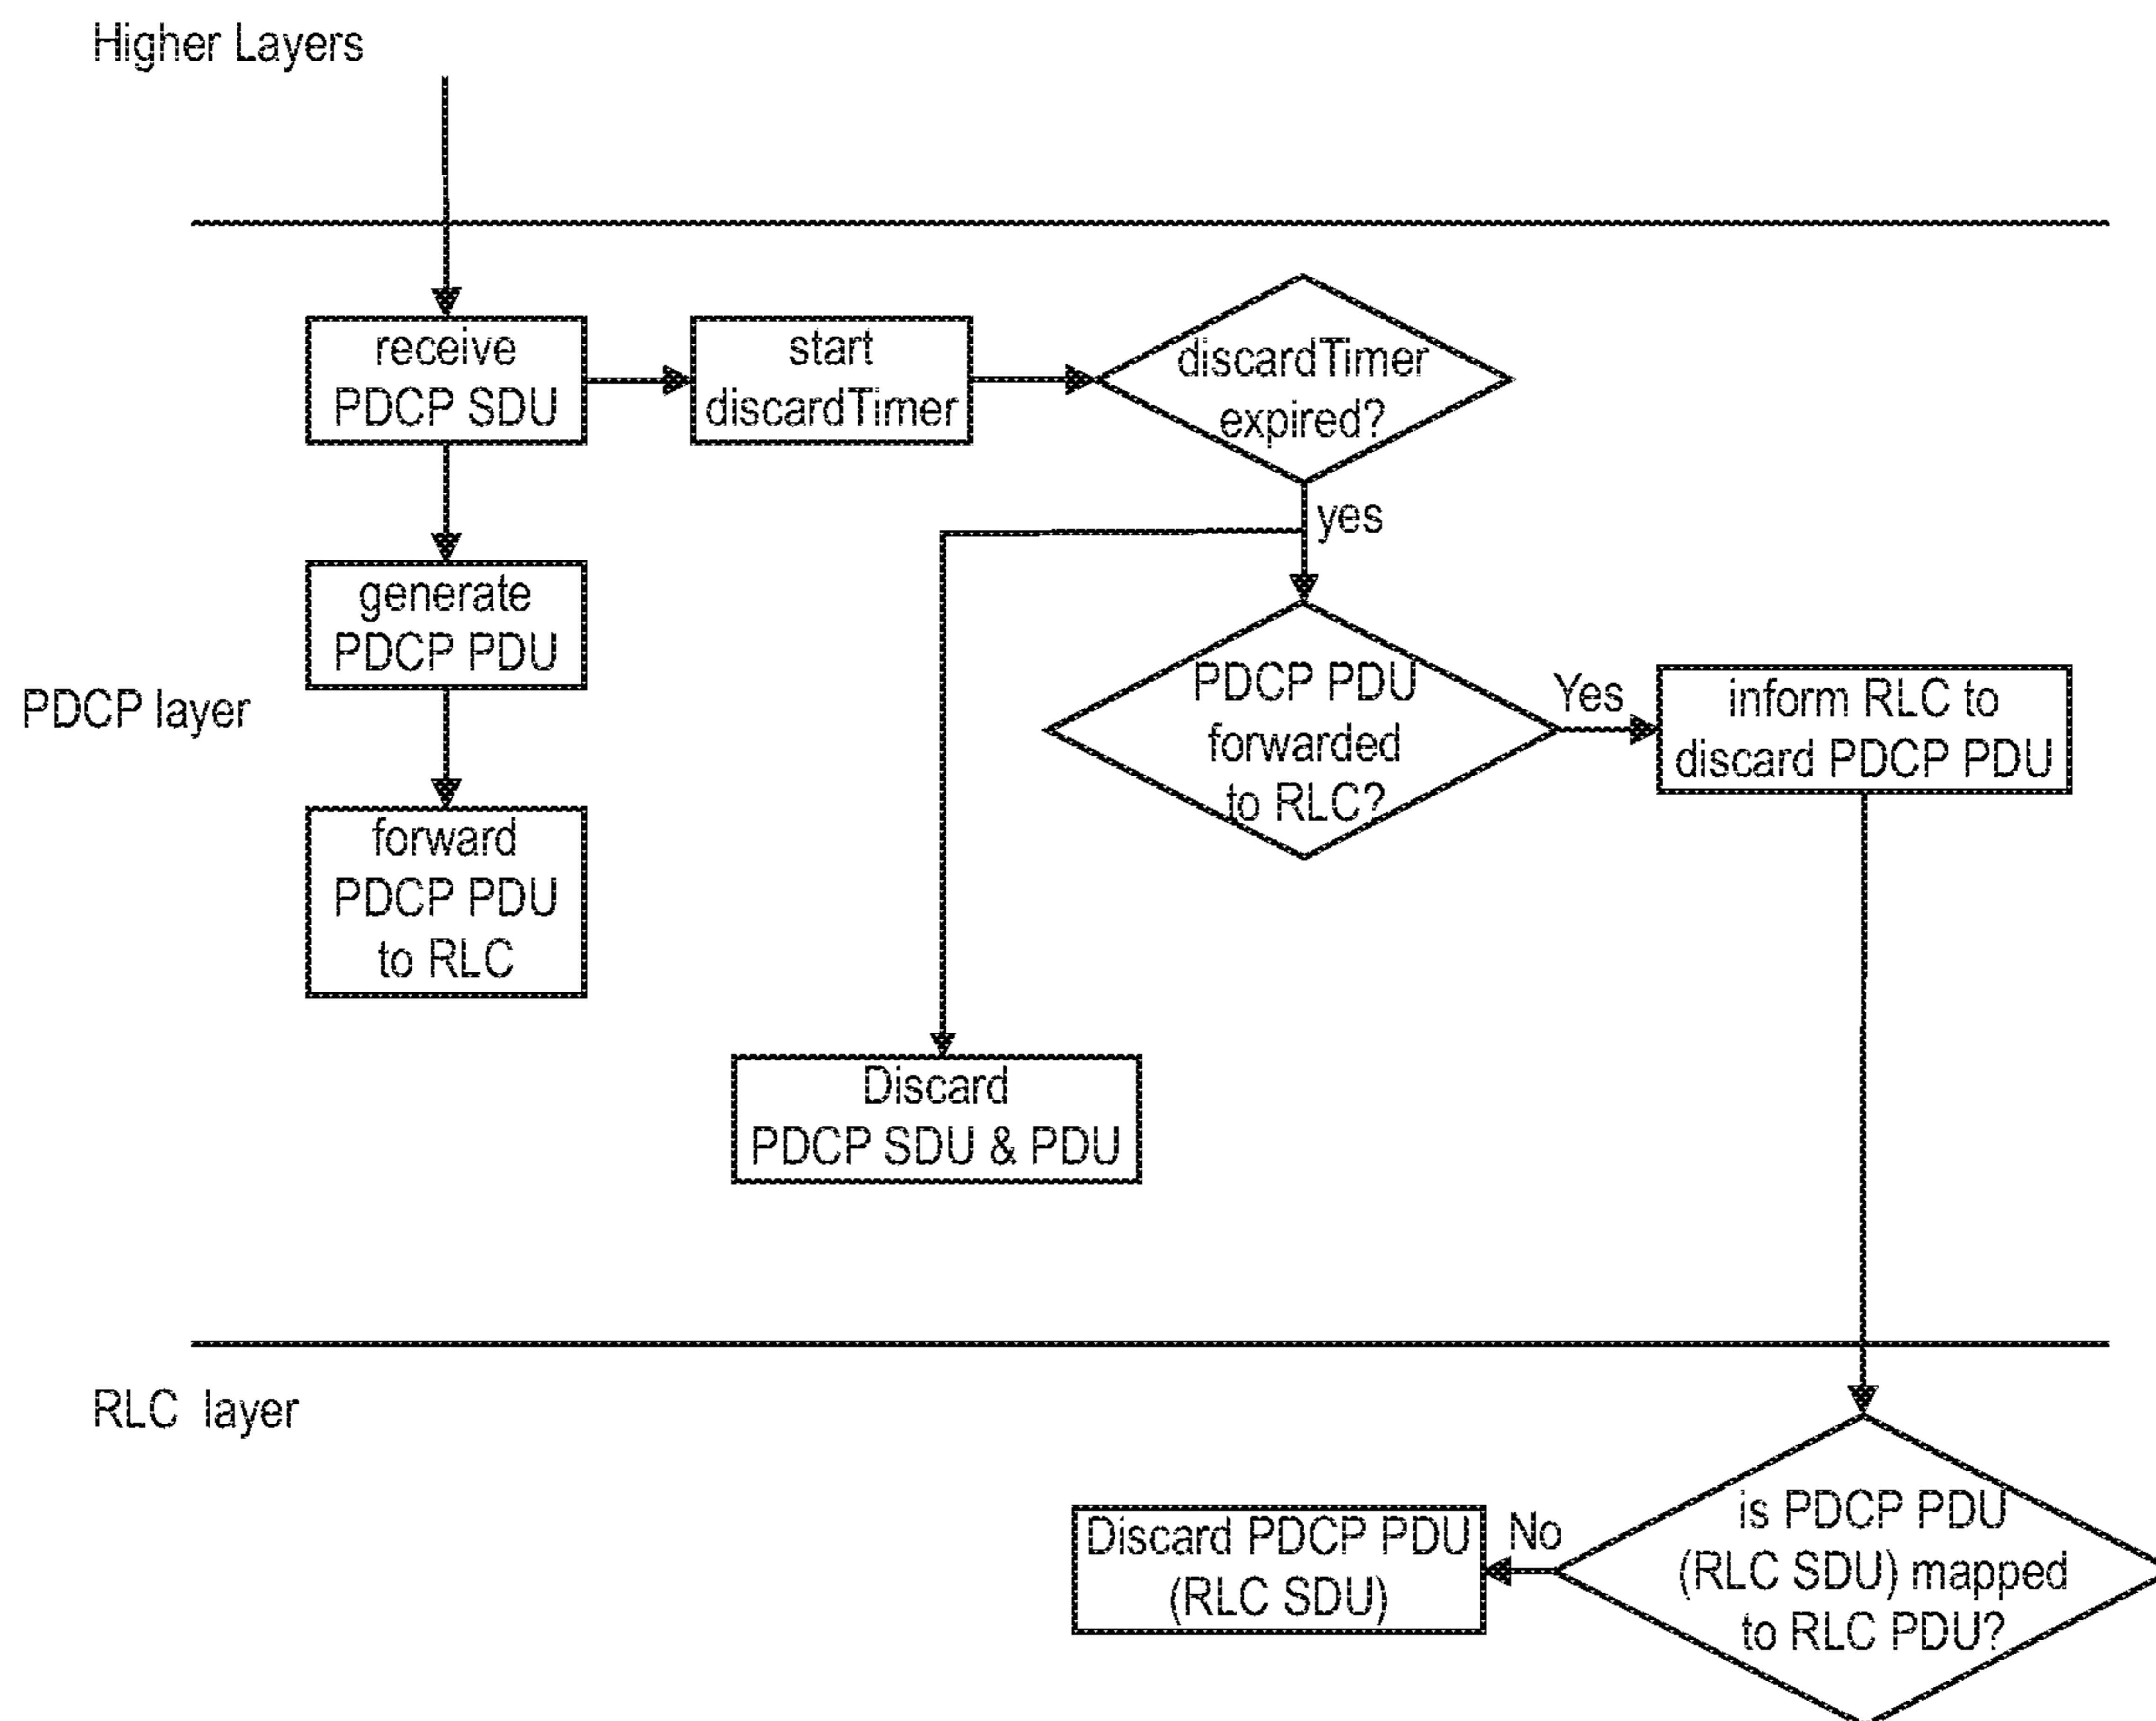 Higher Layers
receive
PDCP SDU
start
discardTimer
discardTimer
expired?
yes
generate
PDCP PDU
PDCP layer
PDCP PDU
forwarded
to RLC?
Yes
inform RLC to
discard PDCP PDU
forward
PDCP PDU
to RLC
Discard
PDCP SDU & PDU
RLC layer
Discard PDCP PDU
(RLC SDU)
No
is PDCP PDU
(RLC SDU) mapped
to RLC PDU?